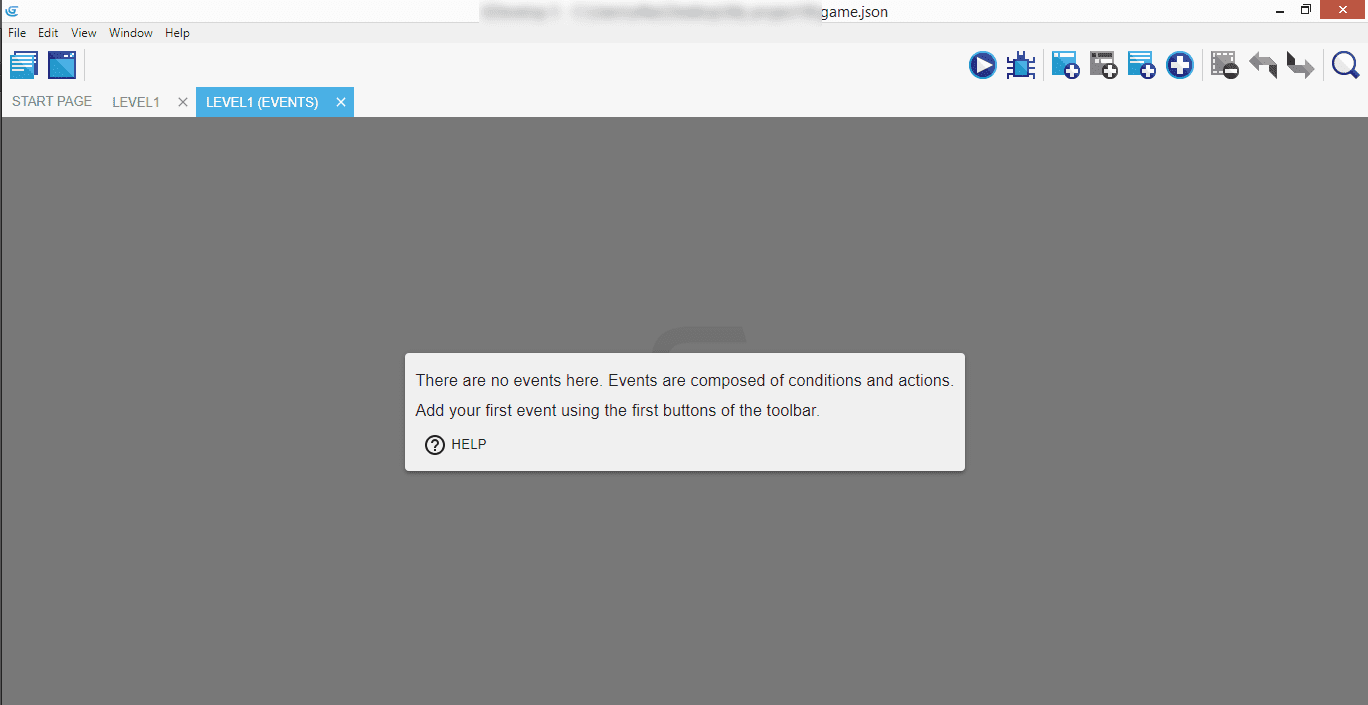 game.json
File Edit View Window Help
START PAGE LEVEL1 LEVEL1 (EVENTS)
There are no events here. Events are composed of conditions and actions.
Add your first event using the first buttons of the toolbar.
HELP